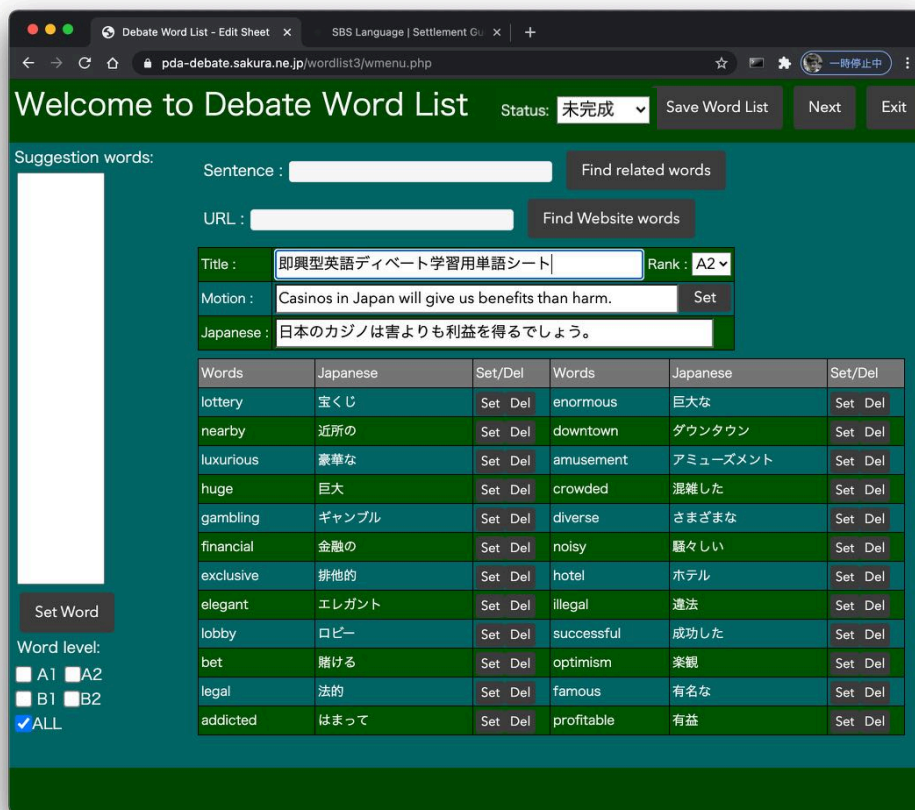 Debate Word List - Edit Sheet
SBS Language | Settlement Gu
pda-debate.sakura.ne.jp/wordlist3/wmenu.php
一時停止中
Welcome to Debate Word List Status: 未完成 Save Word List Next Exit
Suggestion words:
Sentence : Find related words
URL : Find Website words
Title : 即興型英語ディベート学習用単語シート Rank : A2
Motion : Casinos in Japan will give us benefits than harm. Set
Japanese : 日本のカジノは害よりも利益を得るでしょう。
Words Japanese Set/Del Words Japanese Set/Del
lottery 宝くじ Set Del enormous 巨大な Set Del
nearby 近所の Set Del downtown ダウンタウン Set Del
luxurious 豪華な Set Del amusement アミューズメント Set Del
huge 巨大 Set Del crowded 混雑した Set Del
gambling ギャンブル Set Del diverse さまざまな Set Del
financial 金融の Set Del noisy 騒々しい Set Del
exclusive 排他的 Set Del hotel ホテル Set Del
elegant エレガント Set Del illegal 違法 Set Del
lobby ロビー Set Del successful 成功した Set Del
bet 賭ける Set Del optimism 楽観 Set Del
legal 法的 Set Del famous 有名な Set Del
addicted はまって Set Del profitable 有益 Set Del
Set Word
Word level:
A1 A2
B1 B2
ALL